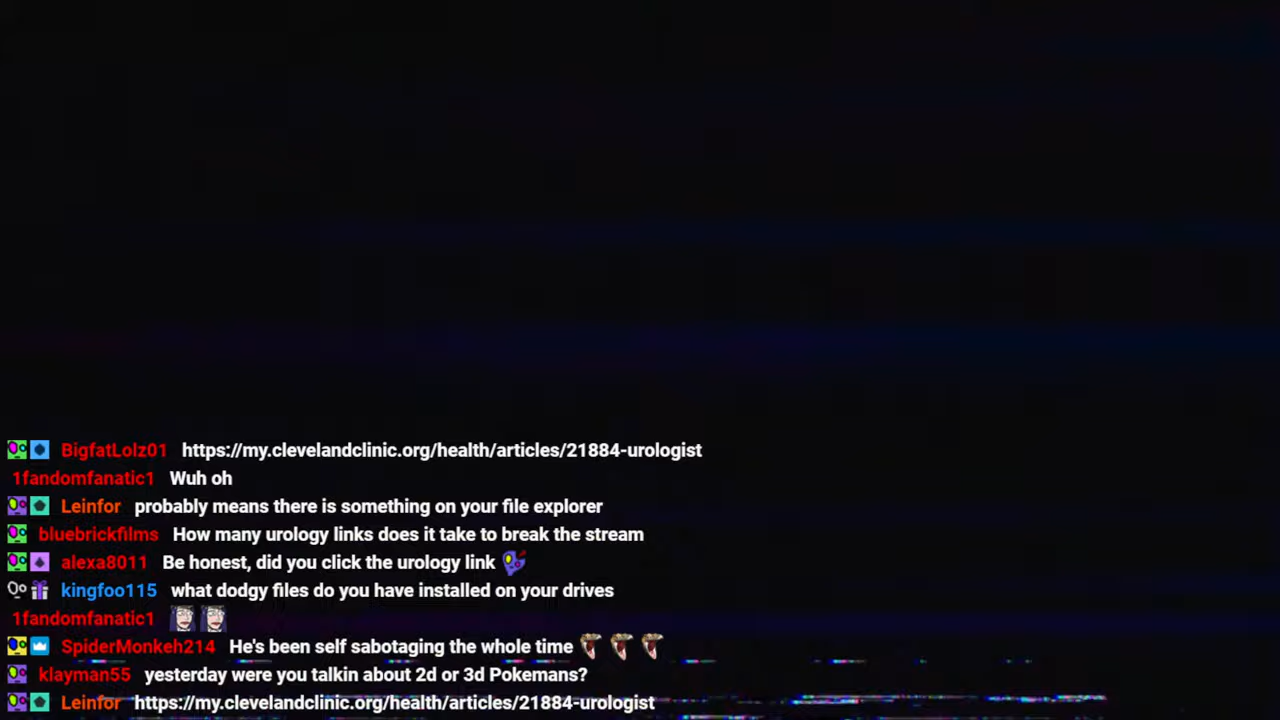 BigfatLolz01 https://my.clevelandclinic.org/health/articles/21884-urologist
1fandomfanatic1 Wuh oh
Leinfor probably means there is something on your file explorer
bluebrickfilms How many urology links does it take to break the stream
alexa8011 Be honest, did you click the urology link
kingfoo115 what dodgy files do you have installed on your drives
1fandomfanatic1
SpiderMonkeh214 He's been self sabotaging the whole time
klayman55 yesterday were you talkin about 2d or 3d Pokemans?
Leinfor https://my.clevelandclinic.org/health/articles/21884-urologist